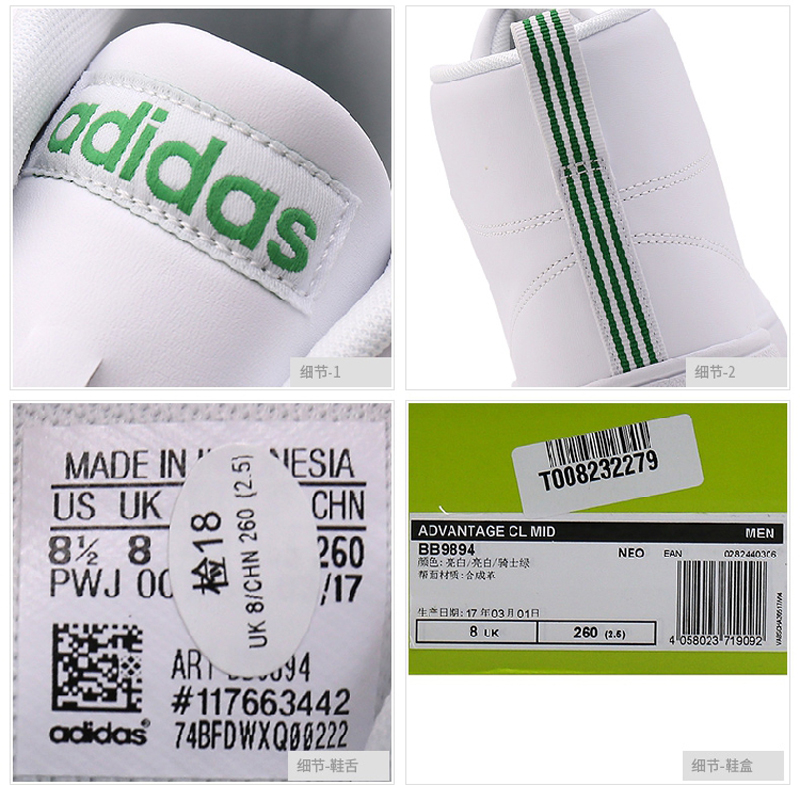 adidas
细节-1
细节-2
MADE IN
NESIA
US UK
CHN
8½ 8
260
PWJ
/17
检18
UK 8/CHN 260 (2.5)
ART
894
#117663442
74BFDWXQ00222
adidas®
细节-鞋舌
T008232279
ADVANTAGE CL MID MEN
BB9894 NEO EAN 0282440306
颜色: 亮白/亮白/骑士绿
帮面材质: 合成革
生产日期: 17 年03 月01日
8 UK 260 (2.5)
4 058023 719092
细节-鞋盒